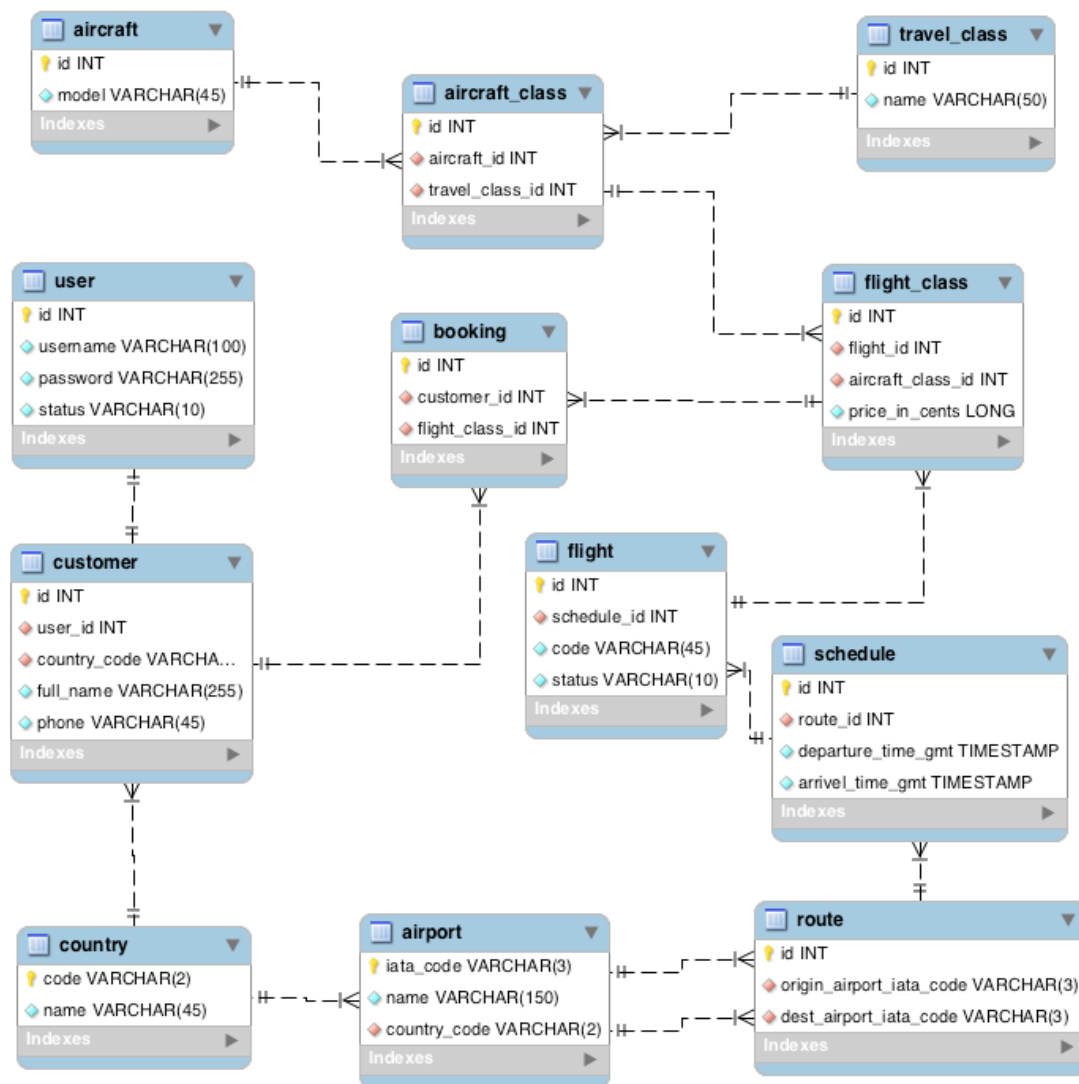 aircraft
id INT
model VARCHAR(45)
Indexes
travel_class
id INT
name VARCHAR(50)
Indexes
aircraft_class
id INT
aircraft_id INT
travel_class_id INT
Indexes
user
id INT
username VARCHAR(100)
password VARCHAR(255)
status VARCHAR(10)
Indexes
booking
id INT
customer_id INT
flight_class_id INT
Indexes
flight_class
id INT
flight_id INT
aircraft_class_id INT
price_in_cents LONG
Indexes
customer
id INT
user_id INT
country_code VARCHA...
full_name VARCHAR(255)
phone VARCHAR(45)
Indexes
flight
id INT
schedule_id INT
code VARCHAR(45)
status VARCHAR(10)
Indexes
schedule
id INT
route_id INT
departure_time_gmt TIMESTAMP
arrivel_time_gmt TIMESTAMP
Indexes
country
code VARCHAR(2)
name VARCHAR(45)
Indexes
airport
iata_code VARCHAR(3)
name VARCHAR(150)
country_code VARCHAR(2)
Indexes
route
id INT
origin_airport_iata_code VARCHAR(3)
dest_airport_iata_code VARCHAR(3)
Indexes